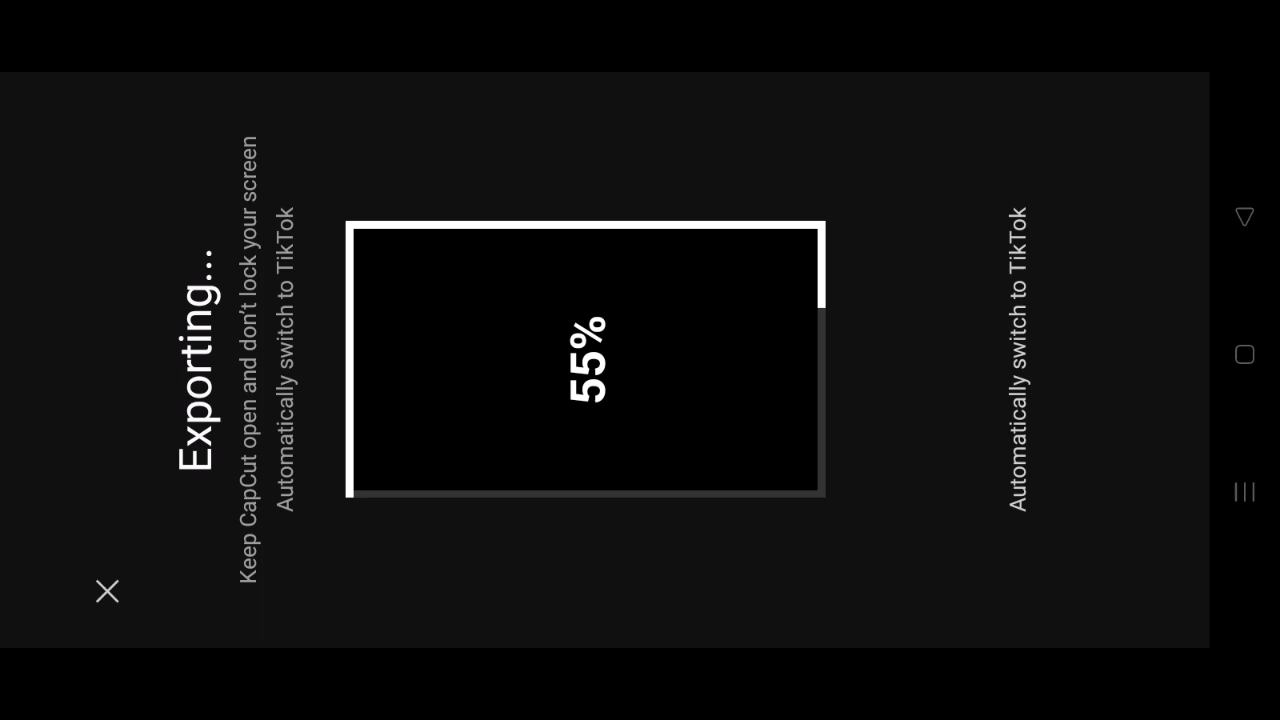 Exporting...
Keep CapCut open and don't lock your screen
Automatically switch to TikTok
55%
Automatically switch to TikTok